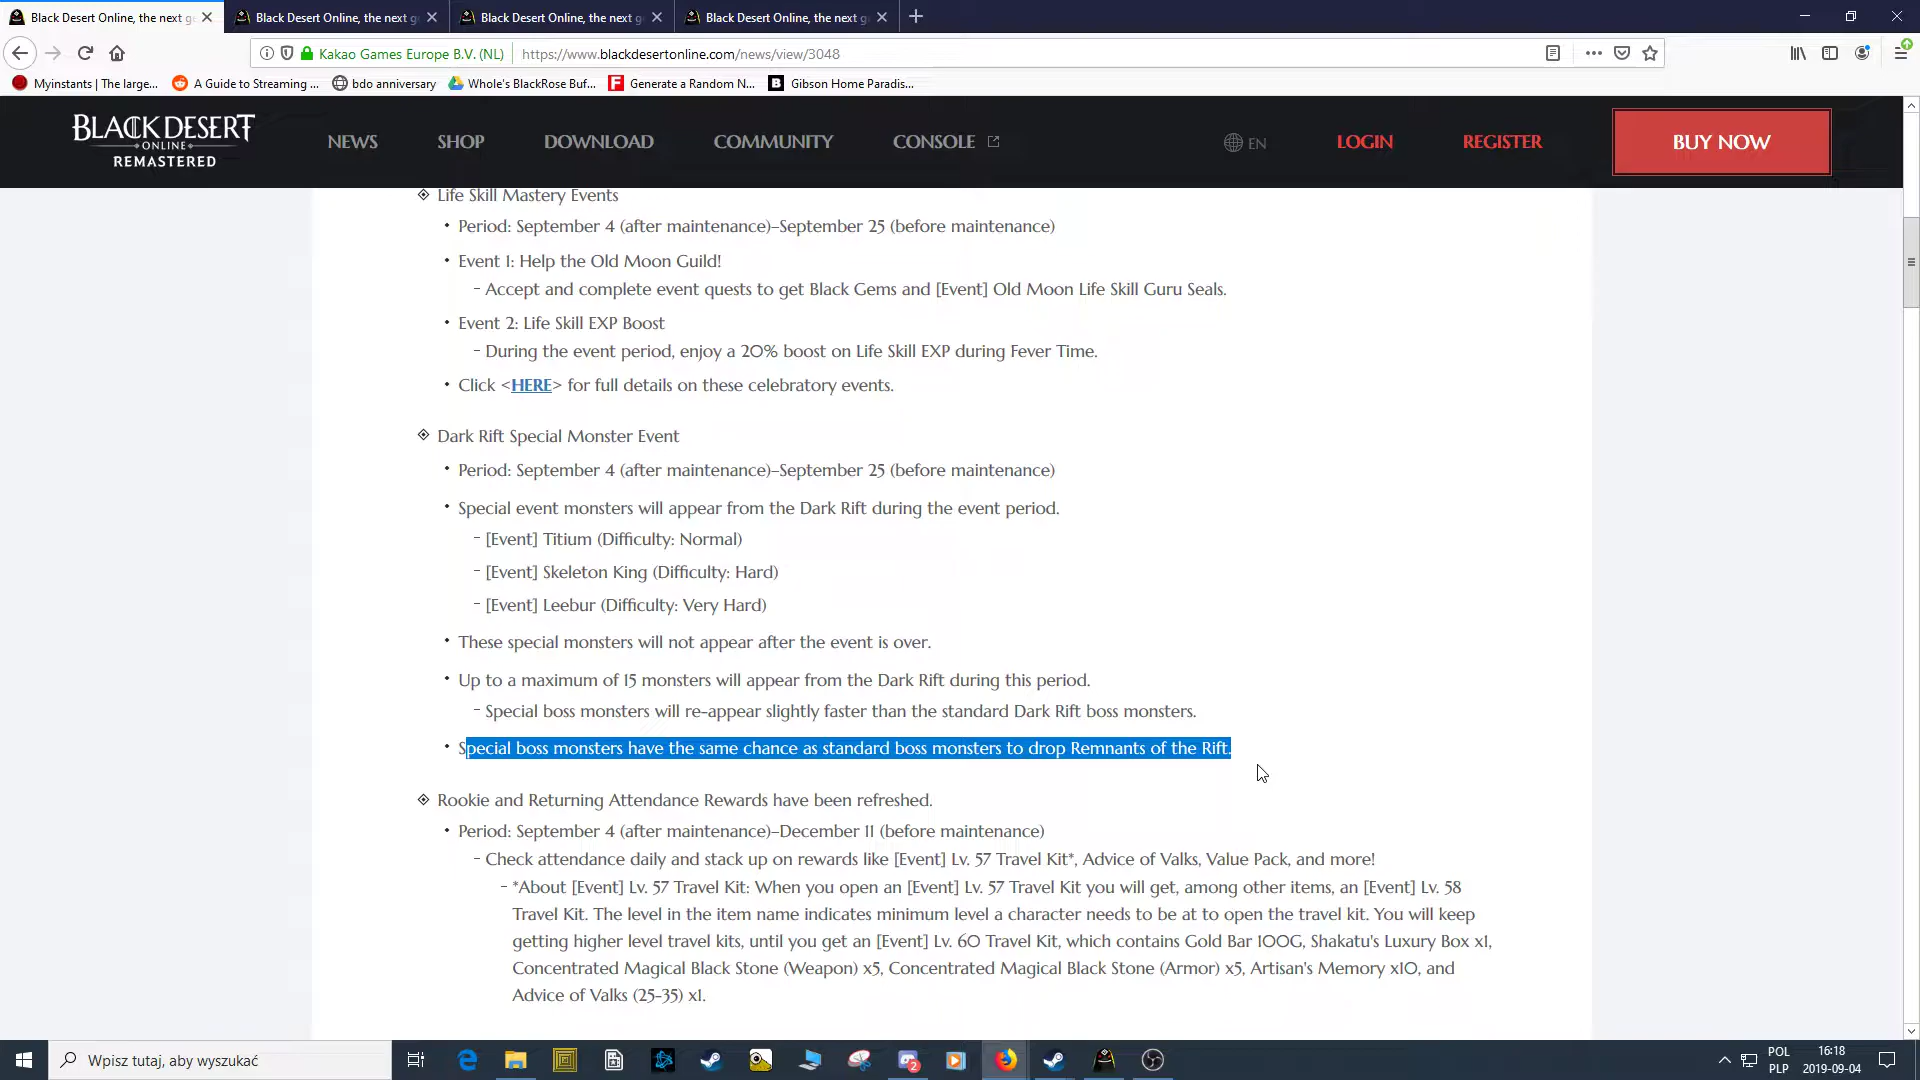 Black Desert Online, the next g
Black Desert Online, the next g
Black Desert Online, the next g
Black Desert Online, the next g
Kakao Games Europe B.V. (NL)
https://www.blackdesertonline.com/news/view/3048
Myinstants | The large...
A Guide to Streaming ...
bdo anniversary
Whole's BlackRose Buf...
Generate a Random N...
Gibson Home Paradis...
BLACK DESERT
ONLINE
REMASTERED
NEWS
SHOP
DOWNLOAD
COMMUNITY
CONSOLE
EN
LOGIN
REGISTER
BUY NOW
Life Skill Mastery Events
Period: September 4 (after maintenance)–September 25 (before maintenance)
Event 1: Help the Old Moon Guild!
- Accept and complete event quests to get Black Gems and [Event] Old Moon Life Skill Guru Seals.
Event 2: Life Skill EXP Boost
- During the event period, enjoy a 20% boost on Life Skill EXP during Fever Time.
Click <HERE> for full details on these celebratory events.
Dark Rift Special Monster Event
Period: September 4 (after maintenance)–September 25 (before maintenance)
Special event monsters will appear from the Dark Rift during the event period.
- [Event] Titium (Difficulty: Normal)
- [Event] Skeleton King (Difficulty: Hard)
- [Event] Leebur (Difficulty: Very Hard)
These special monsters will not appear after the event is over.
Up to a maximum of 15 monsters will appear from the Dark Rift during this period.
- Special boss monsters will re-appear slightly faster than the standard Dark Rift boss monsters.
Special boss monsters have the same chance as standard boss monsters to drop Remnants of the Rift.
Rookie and Returning Attendance Rewards have been refreshed.
Period: September 4 (after maintenance)–December 11 (before maintenance)
- Check attendance daily and stack up on rewards like [Event] Lv. 57 Travel Kit*, Advice of Valks, Value Pack, and more!
- *About [Event] Lv. 57 Travel Kit: When you open an [Event] Lv. 57 Travel Kit you will get, among other items, an [Event] Lv. 58
Travel Kit. The level in the item name indicates minimum level a character needs to be at to open the travel kit. You will keep
getting higher level travel kits, until you get an [Event] Lv. 60 Travel Kit, which contains Gold Bar 100G, Shakatu's Luxury Box x1,
Concentrated Magical Black Stone (Weapon) x5, Concentrated Magical Black Stone (Armor) x5, Artisan's Memory x10, and
Advice of Valks (25-35) x1.
Wpisz tutaj, aby wyszukać
2
POL
PLP
16:18
2019-09-04